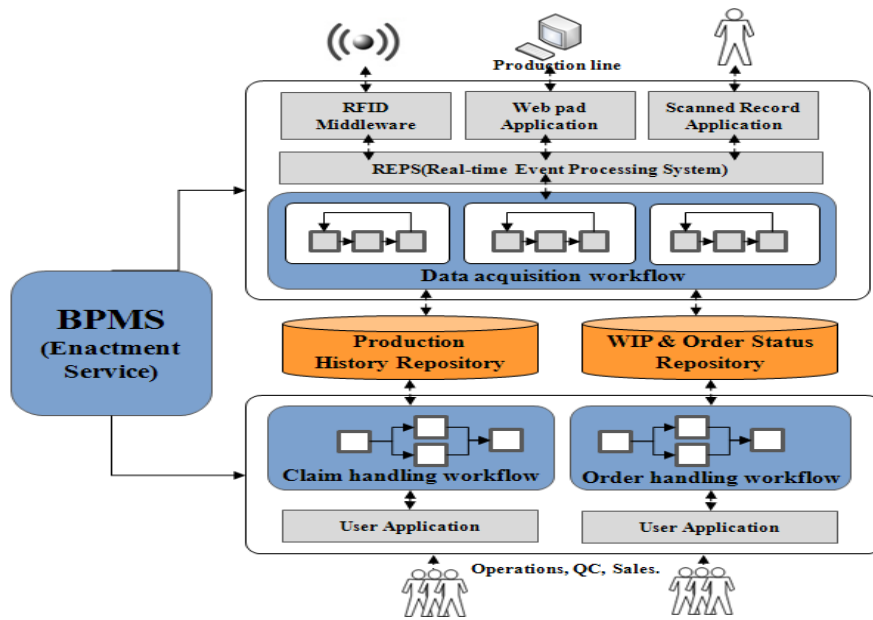 Production line
RFID
Middleware
Web pad
Application
Scanned Record
Application
REPS(Real-time Event Processing System)
Data acquisition workflow
BPMS
(Enactment
Service)
Production
History Repository
WIP & Order Status
Repository
Claim handling workflow
Order handling workflow
User Application
User Application
Operations, QC, Sales.